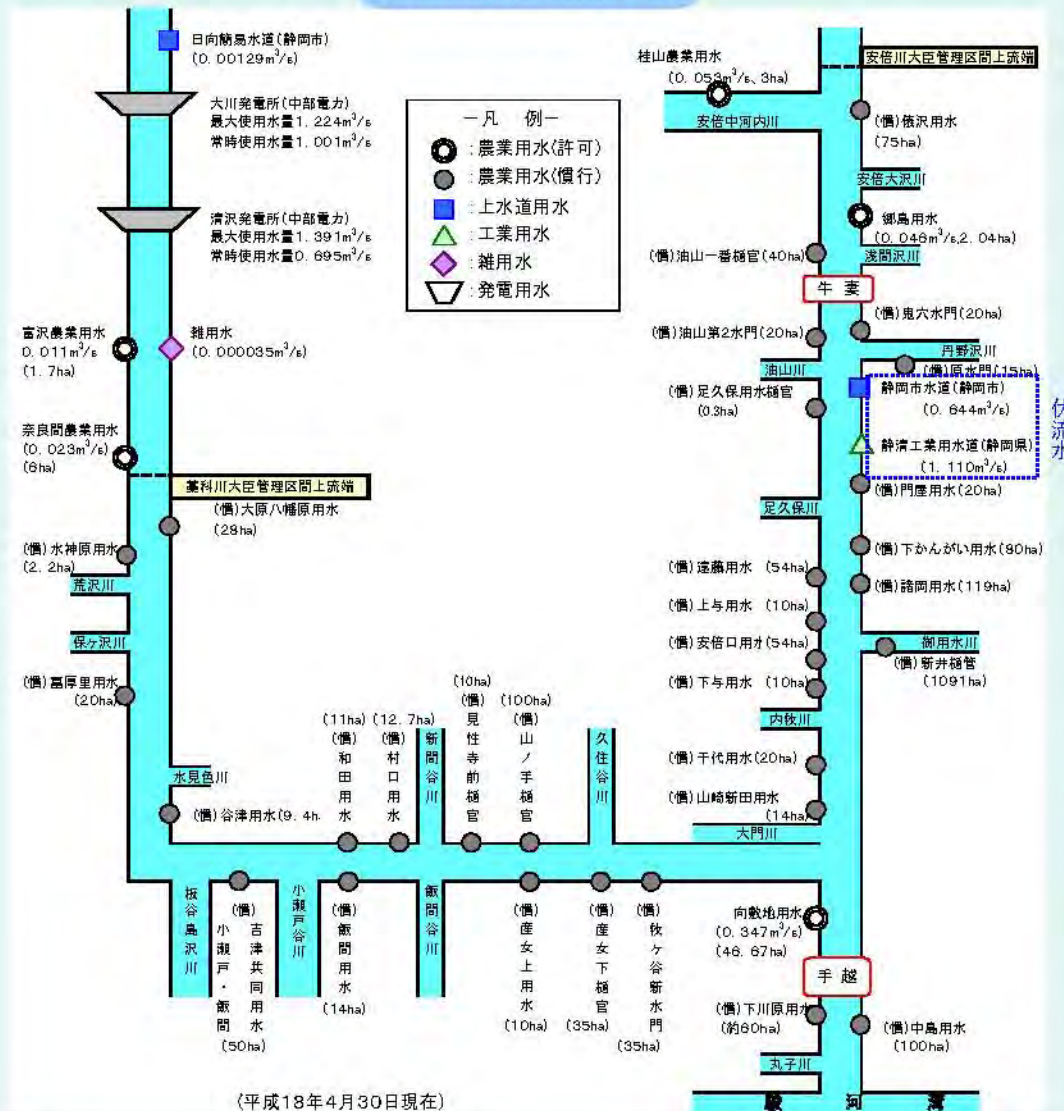 日向簡易水道(静岡市)
(0.00129m³/s)
大川発電所(中部電力)
最大使用水量1.224m³/s
常時使用水量1.001m³/s
清沢発電所(中部電力)
最大使用水量1.391m³/s
常時使用水量0.695m³/s
富沢農業用水
0.011m³/s
(1.7ha)
雑用水
(0.000035m³/s)
奈良間農業用水
(0.023m³/s)
(6ha)
藁科川大臣管理区間上流端
(慣)大原八幡原用水
(28ha)
(慣)水神原用水
(2.2ha)
荒沢川
保ヶ沢川
(慣)富厚里用水
(20ha)
水見色川
(慣)谷津用水(9.4h
-凡 例-
:農業用水(許可)
:農業用水(慣行)
:上水道用水
:工業用水
:雑用水
:発電用水
桂山農業用水
(0.053m³/s、3ha)
安倍中河内川
安倍川大臣管理区間上流端
(慣)俵沢用水
(75ha)
安倍大沢川
郷島用水
(0.046m³/s,2.04ha)
浅間沢川
(慣)油山一番樋官(40ha)
牛妻
(慣)鬼穴水門(20ha)
(慣)油山第2水門(20ha)
丹野沢川
(慣)原水門(15ha)
油山川
(慣)足久保用水樋官
(0.3ha)
静岡市水道(静岡市)
(0.644m³/s)
静清工業用水道(静岡県)
(1.110m³/s)
伏流水
(慣)門屋用水(20ha)
足久保川
(慣)下かんがい用水(80ha)
(慣)遠藤用水 (54ha)
(慣)諸岡用水(119ha)
(慣)上与用水 (10ha)
(慣)安倍口用水(54ha)
御用水川
(慣)新井樋管
(1091ha)
(慣)下与用水 (10ha)
内牧川
(慣)千代用水(20ha)
(慣)山崎新田用水
(14ha)
大門川
(11ha)
(慣)和田用水
(12.7ha)
(慣)村口用水
新間谷川
(10ha)
(慣)見性寺前樋官
(100ha)
(慣)山ノ手樋官
久住谷川
板谷島沢川
(慣)吉津共同用水
小瀬戸・飯間
(50ha)
小瀬戸谷川
(慣)飯間用水
(14ha)
飯間谷川
(慣)産女上用水
(10ha)
(慣)産女下樋官
(35ha)
(慣)牧ヶ谷新水門
(35ha)
向敷地用水
(0.347m³/s)
(46.67ha)
手越
(慣)下川原用水
(約60ha)
(慣)中島用水
(100ha)
丸子川
駿河湾
(平成18年4月30日現在)